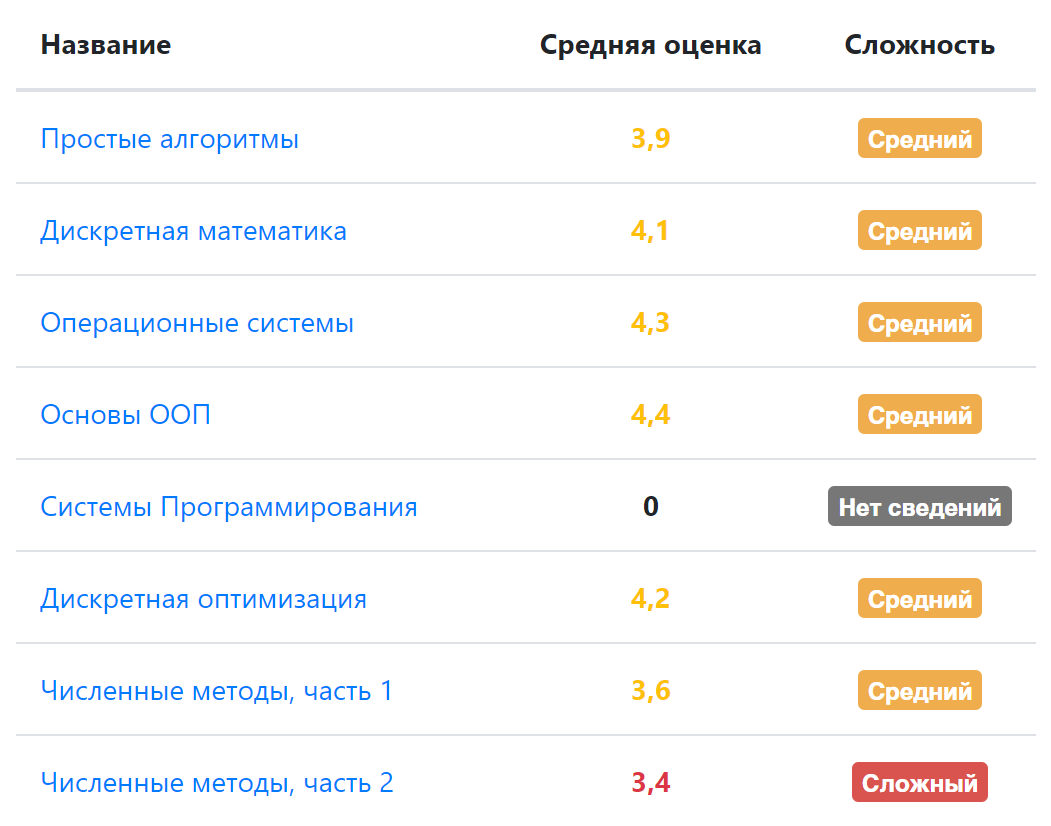 Название Средняя оценка Сложность
Простые алгоритмы 3,9 Средний
Дискретная математика 4,1 Средний
Операционные системы 4,3 Средний
Основы ООП 4,4 Средний
Системы Программирования 0 Нет сведений
Дискретная оптимизация 4,2 Средний
Численные методы, часть 1 3,6 Средний
Численные методы, часть 2 3,4 Сложный